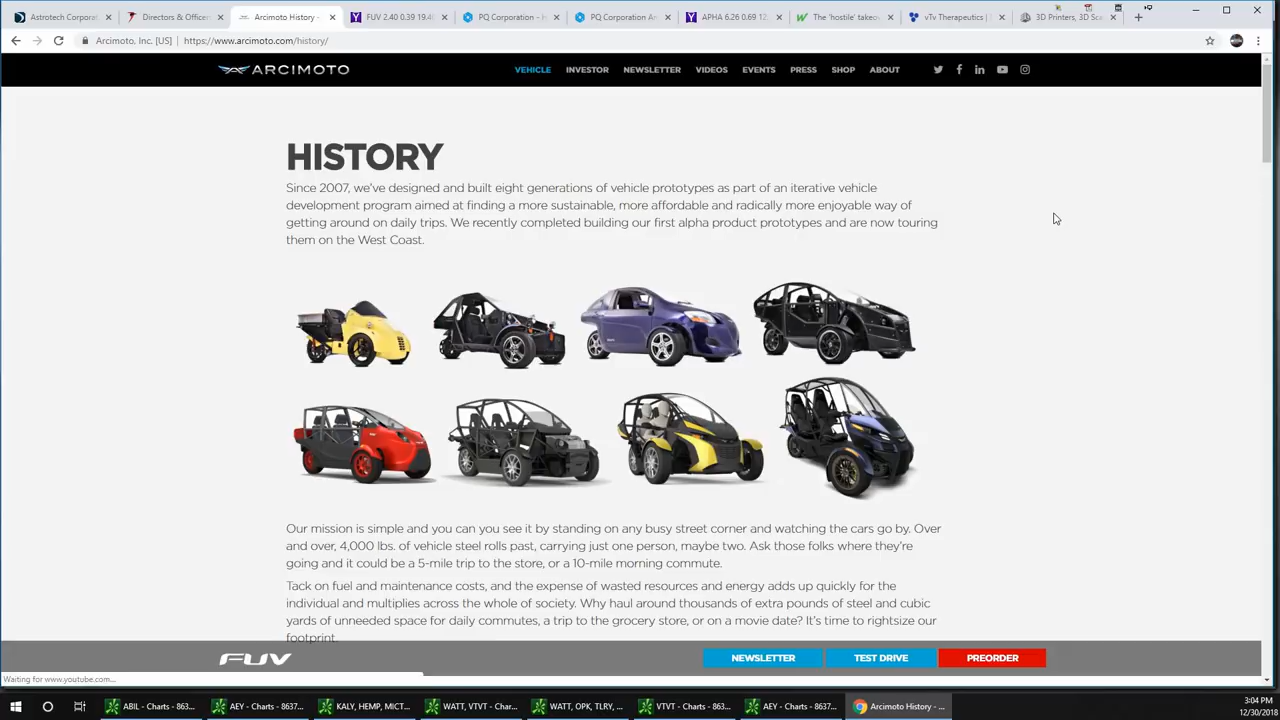 Astrotech Corporat
Directors & Officer
Arcimoto History -
FUV 2.40 0.39 19.4
PQ Corporation - H
PQ Corporation An
APHA 6.26 0.69 12.
The 'hostile' takeov
vTv Therapeutics |
3D Printers, 3D Sca
Arcimoto, Inc. [US] | https://www.arcimoto.com/history/
ARCIMOTO
VEHICLE INVESTOR NEWSLETTER VIDEOS EVENTS PRESS SHOP ABOUT
HISTORY
Since 2007, we've designed and built eight generations of vehicle prototypes as part of an iterative vehicle
development program aimed at finding a more sustainable, more affordable and radically more enjoyable way of
getting around on daily trips. We recently completed building our first alpha product prototypes and are now touring
them on the West Coast.
Our mission is simple and you can you see it by standing on any busy street corner and watching the cars go by. Over
and over, 4,000 lbs. of vehicle steel rolls past, carrying just one person, maybe two. Ask those folks where they're
going and it could be a 5-mile trip to the store, or a 10-mile morning commute.
Tack on fuel and maintenance costs, and the expense of wasted resources and energy adds up quickly for the
individual and multiplies across the whole of society. Why haul around thousands of extra pounds of steel and cubic
yards of unneeded space for daily commutes, a trip to the grocery store, or on a movie date? It's time to rightsize our
footprint.
FUV
NEWSLETTER TEST DRIVE PREORDER
Waiting for www.youtube.com...
ABIL - Charts - 863...
AEY - Charts - 8637...
KALY, HEMP, MICT...
WATT, VTVT - Char...
WATT, OPK, TLRY, ...
VTVT - Charts - 863...
AEY - Charts - 8637...
Arcimoto History - ...
3:04 PM
12/30/2018